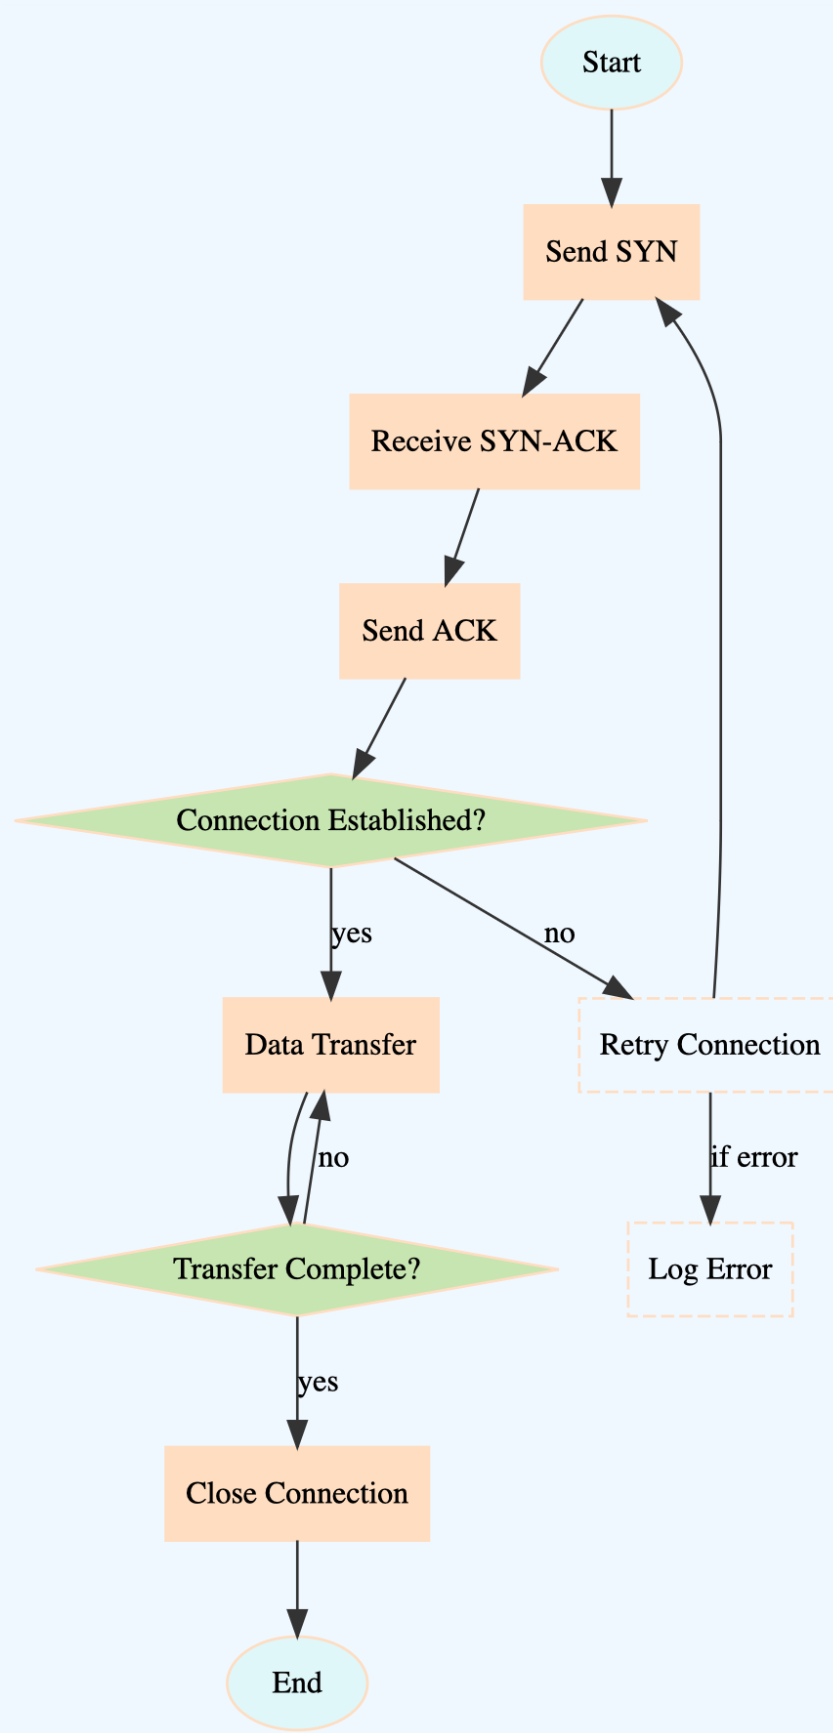 Start
Send SYN
Receive SYN-ACK
Send ACK
Connection Established?
yes
no
Data Transfer
Retry Connection
no
if error
Transfer Complete?
Log Error
yes
Close Connection
End